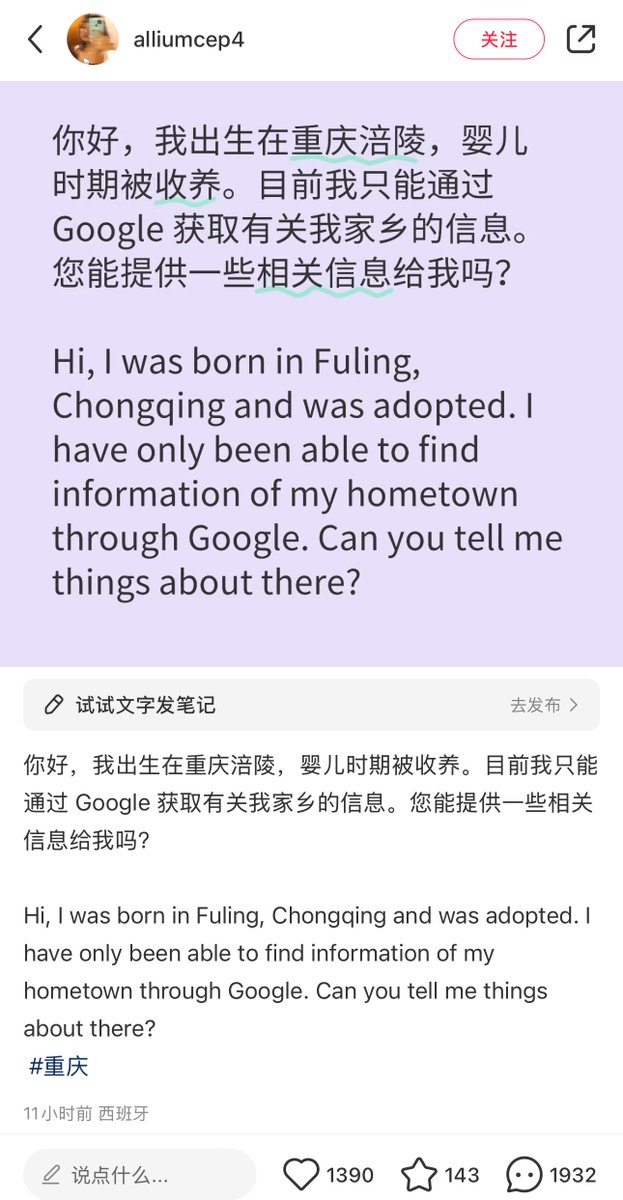 alliumcep4
关注
你好，我出生在重庆涪陵，婴儿
时期被收养。目前我只能通过
Google 获取有关我家乡的信息。
您能提供一些相关信息给我吗？
Hi, I was born in Fuling,
Chongqing and was adopted. I
have only been able to find
information of my hometown
through Google. Can you tell me
things about there?
试试文字发笔记
去发布
你好，我出生在重庆涪陵，婴儿时期被收养。目前我只能
通过 Google 获取有关我家乡的信息。您能提供一些相关
信息给我吗?
Hi, I was born in Fuling, Chongqing and was adopted. I
have only been able to find information of my
hometown through Google. Can you tell me things
about there?
#重庆
11小时前 西班牙
说点什么...
1390
143
1932